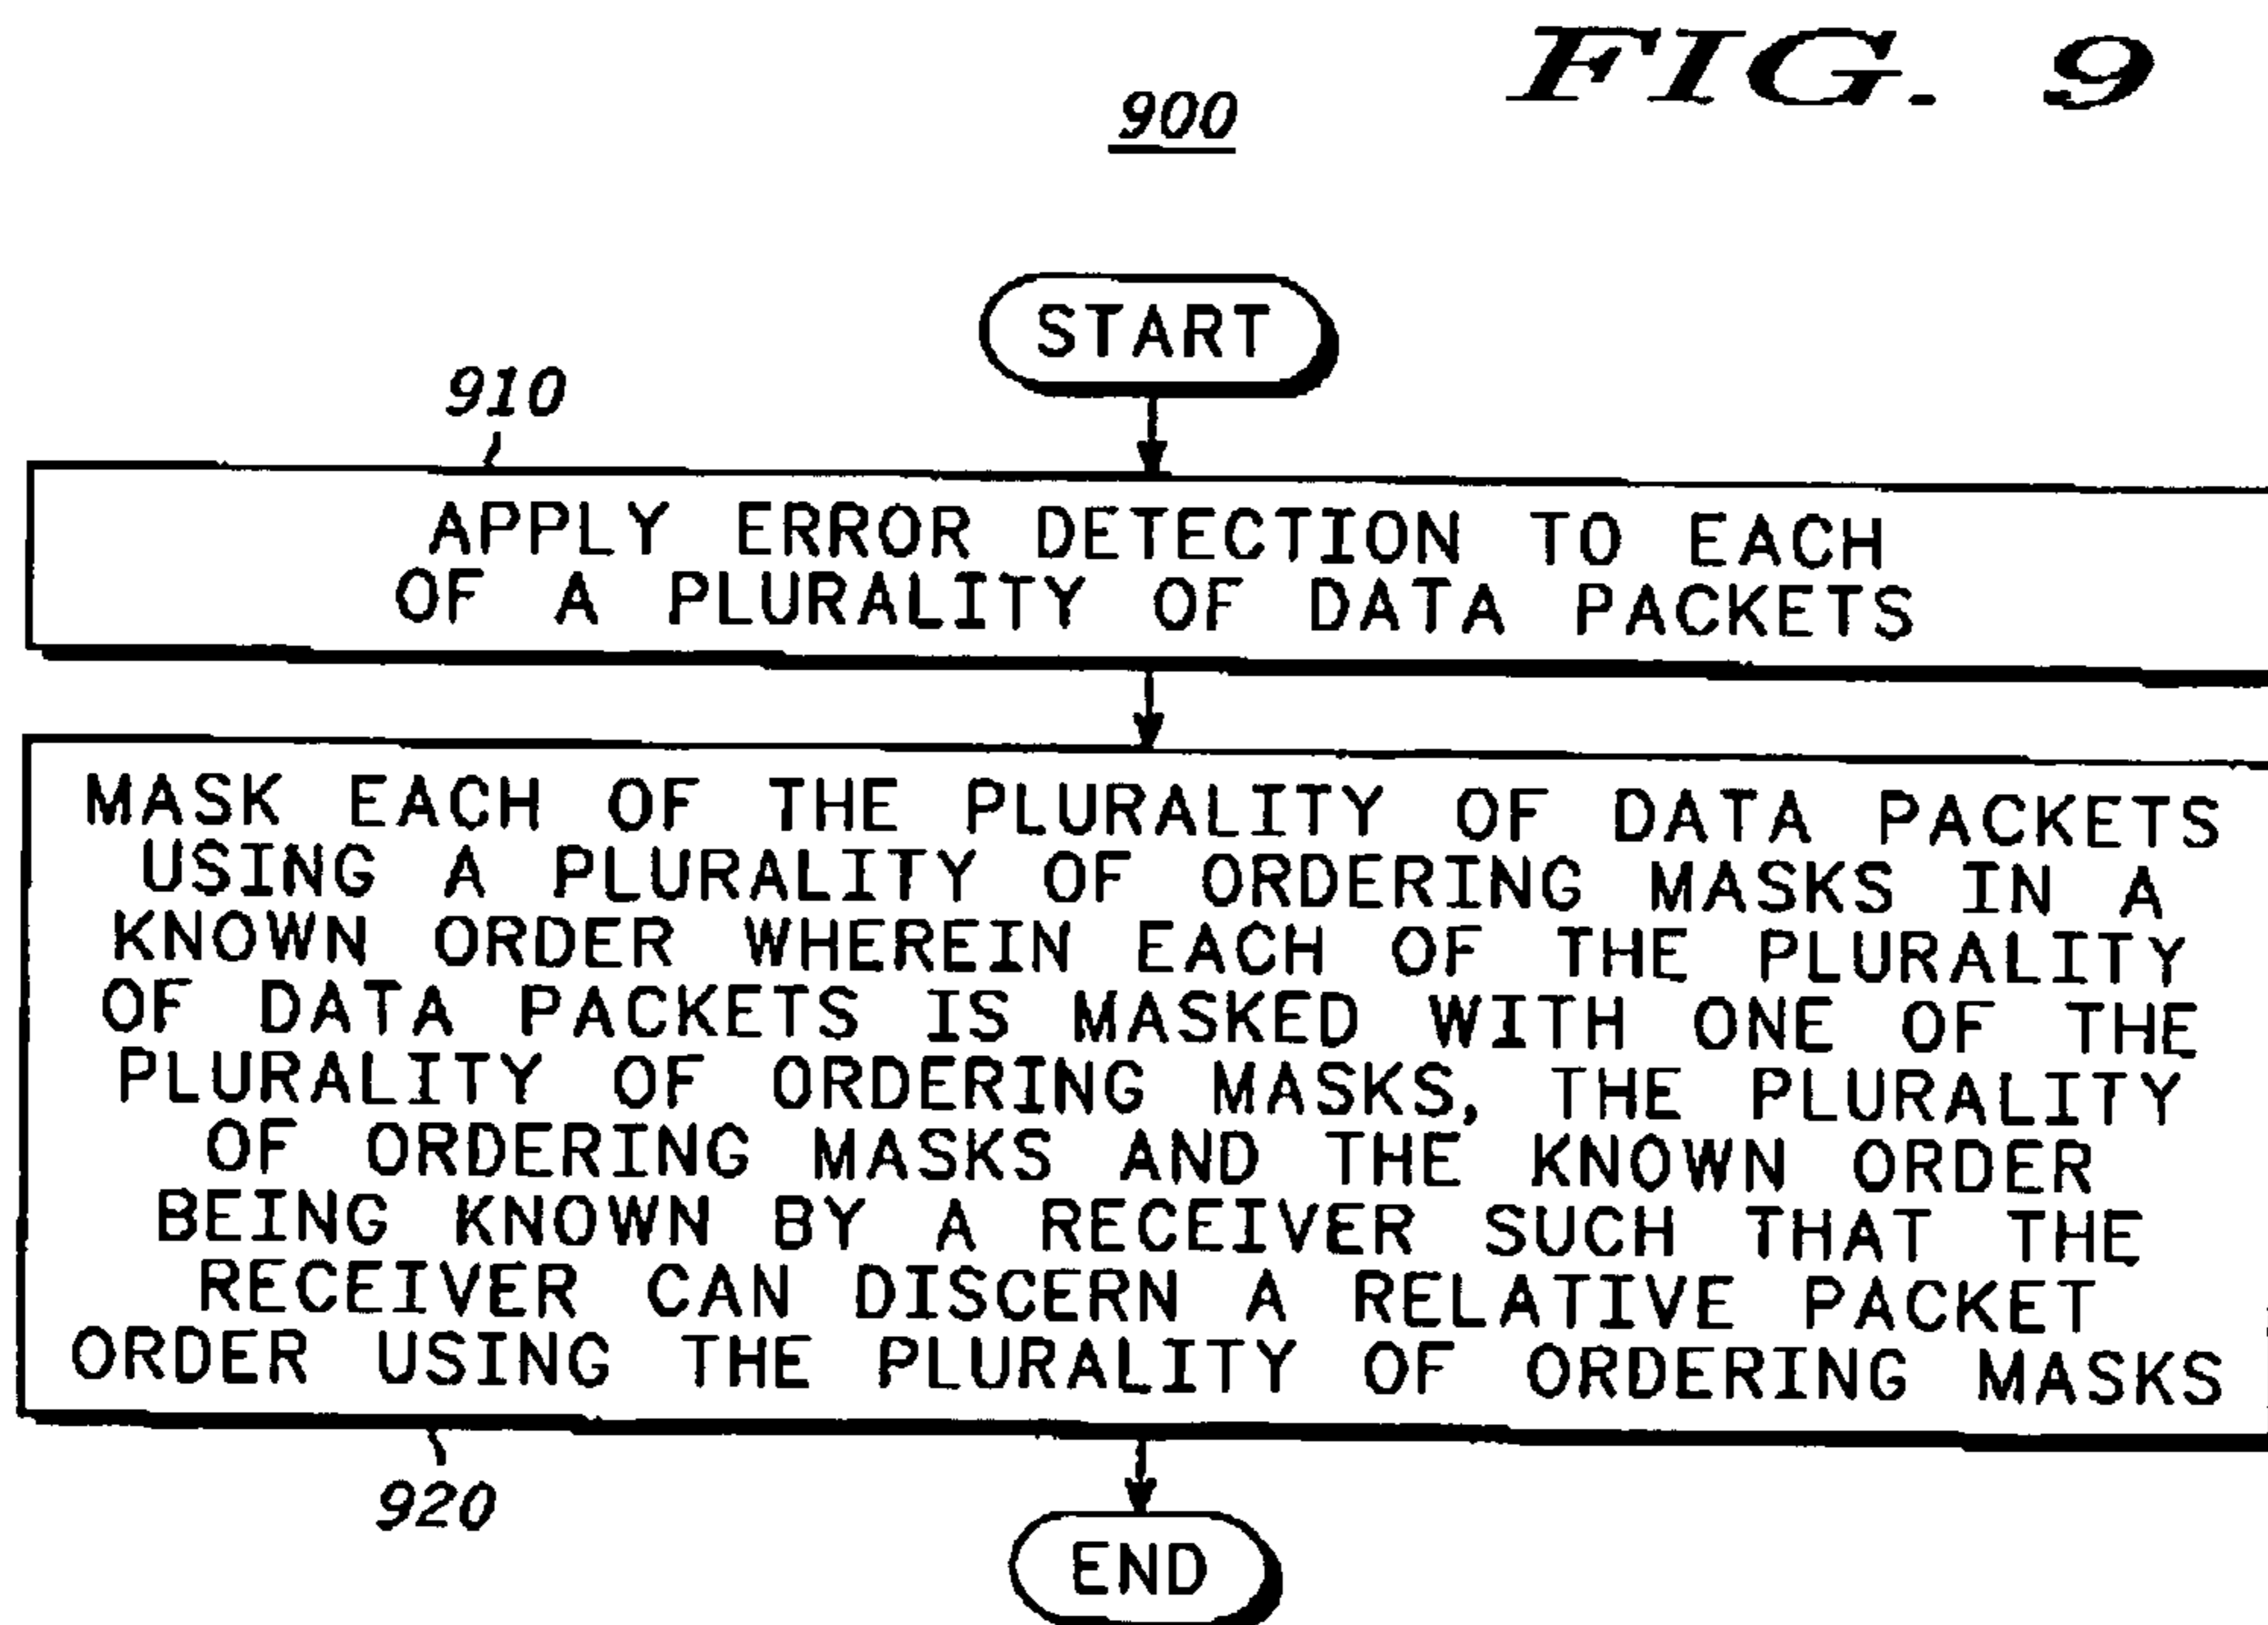 FIG. 9
900
START
910
APPLY ERROR DETECTION TO EACH
OF A PLURALITY OF DATA PACKETS
MASK EACH OF THE PLURALITY OF DATA PACKETS
USING A PLURALITY OF ORDERING MASKS IN A
KNOWN ORDER WHEREIN EACH OF THE PLURALITY
OF DATA PACKETS IS MASKED WITH ONE OF THE
PLURALITY OF ORDERING MASKS, THE PLURALITY
OF ORDERING MASKS AND THE KNOWN ORDER
BEING KNOWN BY A RECEIVER SUCH THAT THE
RECEIVER CAN DISCERN A RELATIVE PACKET
ORDER USING THE PLURALITY OF ORDERING MASKS
920
END